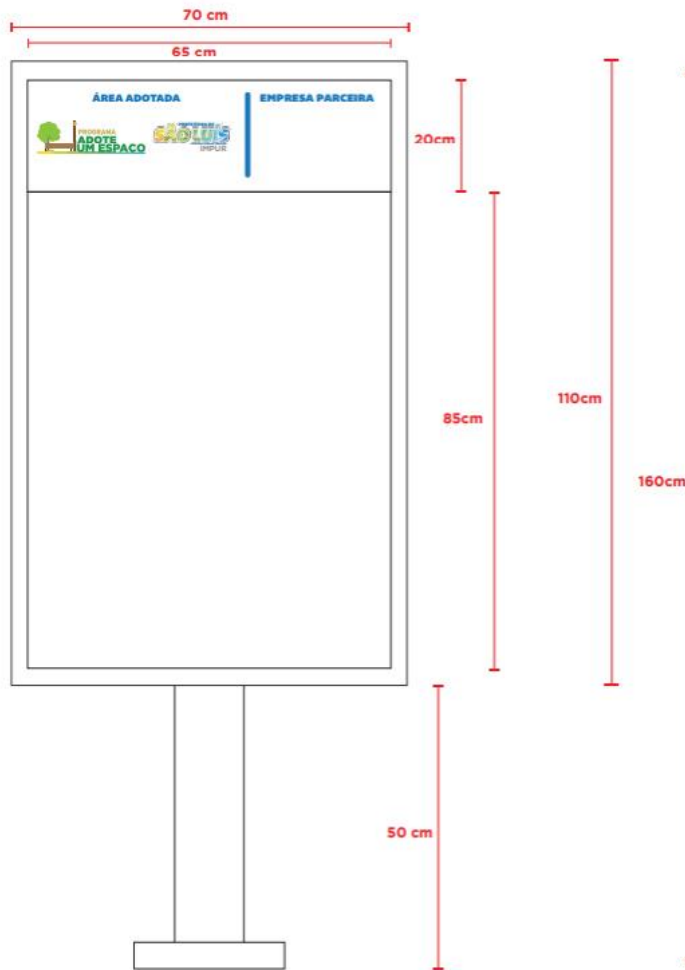 70 cm
65 cm
ÁREA ADOTADA
EMPRESA PARCEIRA
PROGRAMA
ADOTE
UM ESPAÇO
SÃO LUÍS
IMPUR
20cm
85cm
110cm
160cm
50 cm